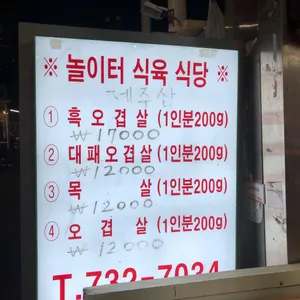 ※ 놀이터 식육 식당 ※
제주산
① 흑오겹살 (1인분200g)
₩17000
② 대패오겹살 (1인분200g)
₩12000
③ 목 살 (1인분200g)
₩12000
④ 오 겹 살 (1인분200g)
₩12000
T.732-7034